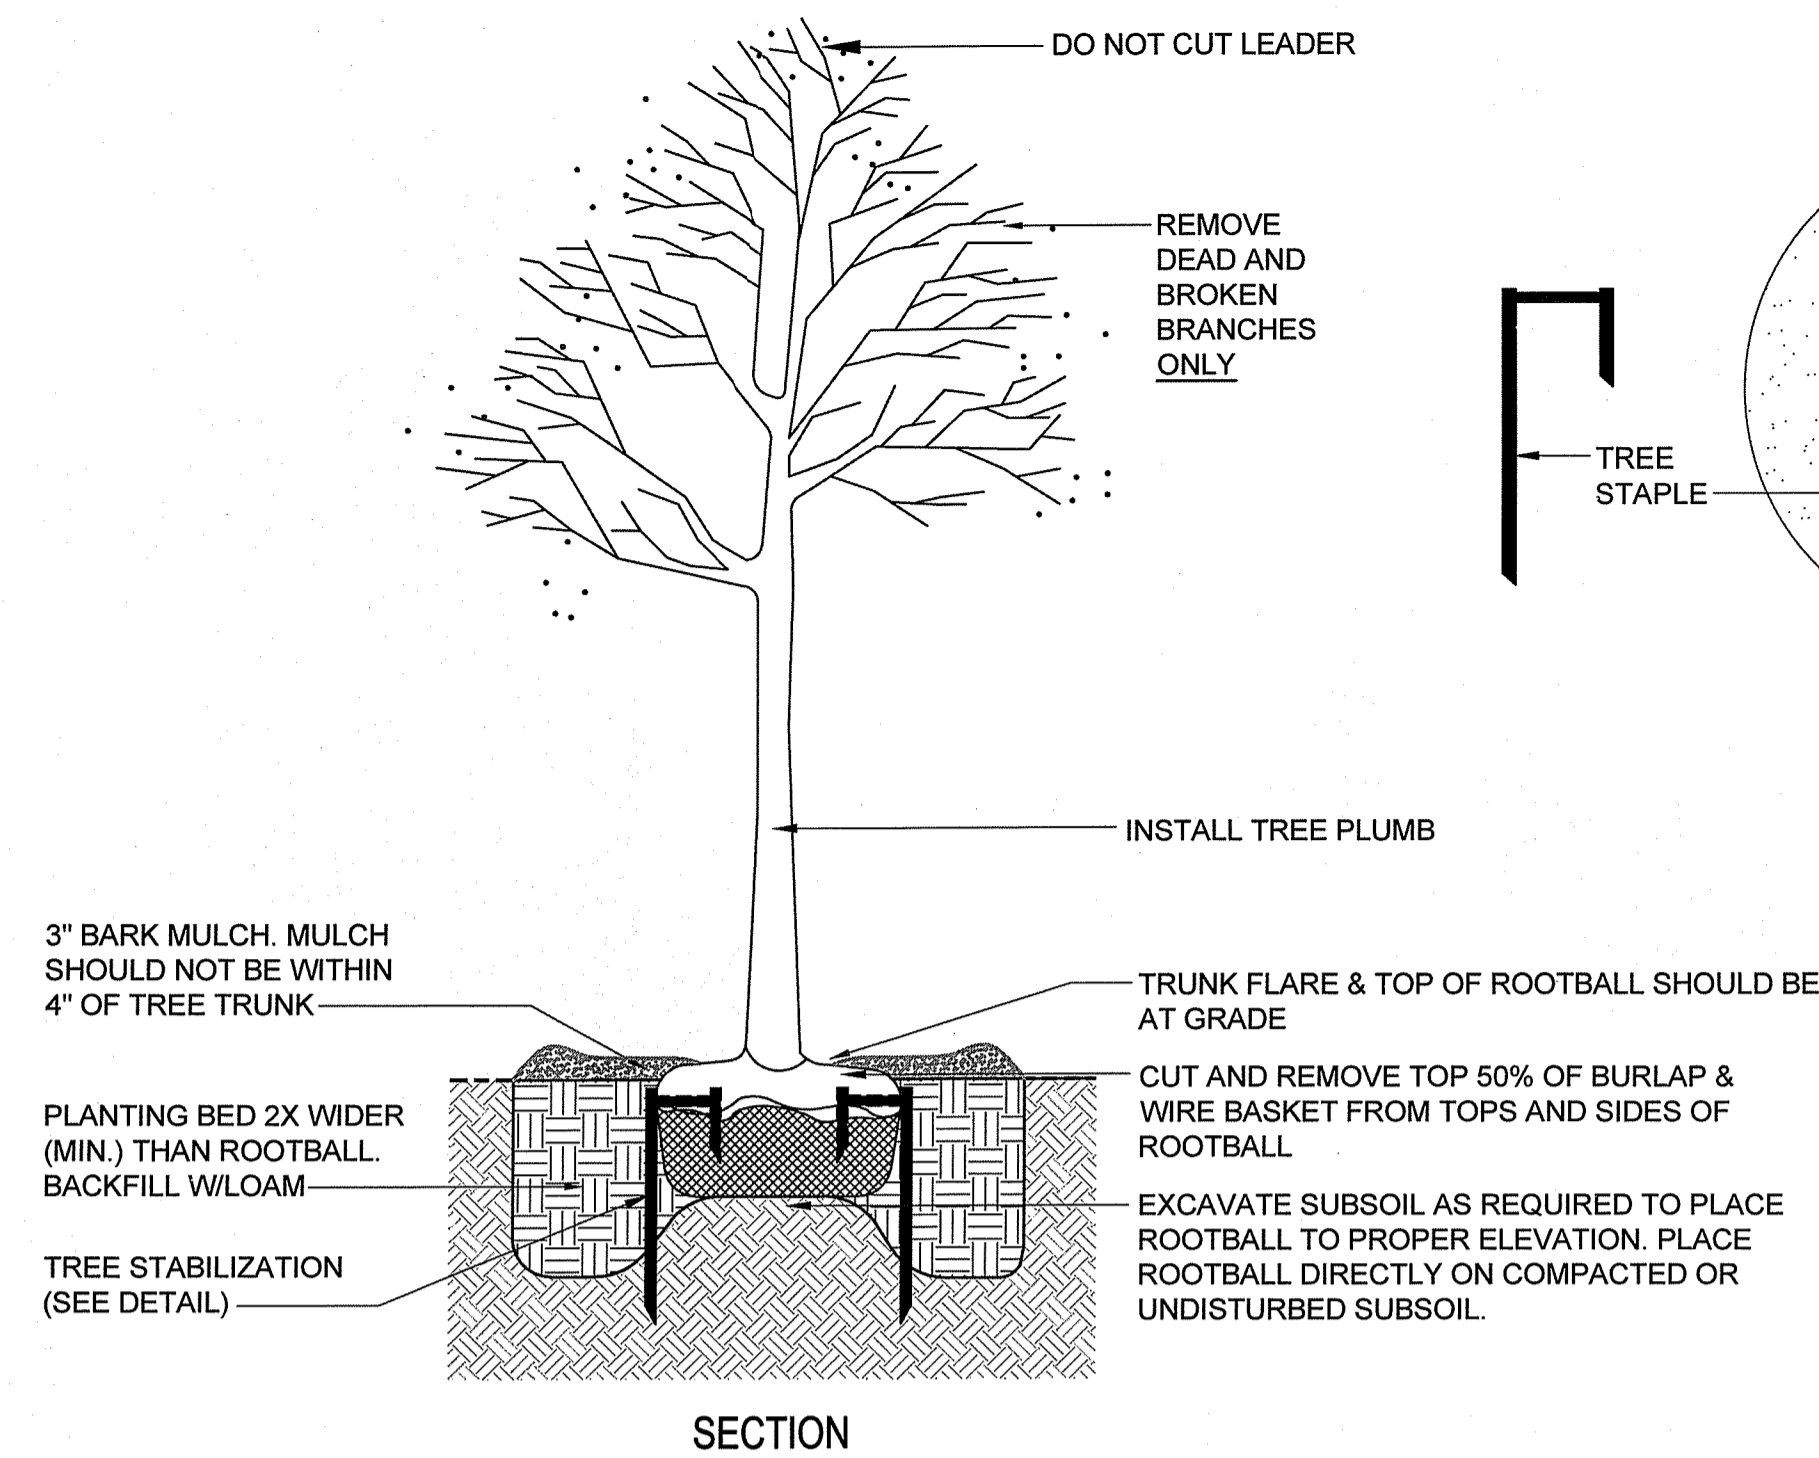 DO NOT CUT LEADER
REMOVE
DEAD AND
BROKEN
BRANCHES
ONLY
TREE
STAPLE
INSTALL TREE PLUMB
3" BARK MULCH. MULCH
SHOULD NOT BE WITHIN
4" OF TREE TRUNK
TRUNK FLARE & TOP OF ROOTBALL SHOULD BE
AT GRADE
CUT AND REMOVE TOP 50% OF BURLAP &
WIRE BASKET FROM TOPS AND SIDES OF
ROOTBALL
PLANTING BED 2X WIDER
(MIN.) THAN ROOTBALL.
BACKFILL W/LOAM
EXCAVATE SUBSOIL AS REQUIRED TO PLACE
ROOTBALL TO PROPER ELEVATION. PLACE
ROOTBALL DIRECTLY ON COMPACTED OR
UNDISTURBED SUBSOIL.
TREE STABILIZATION
(SEE DETAIL)
SECTION